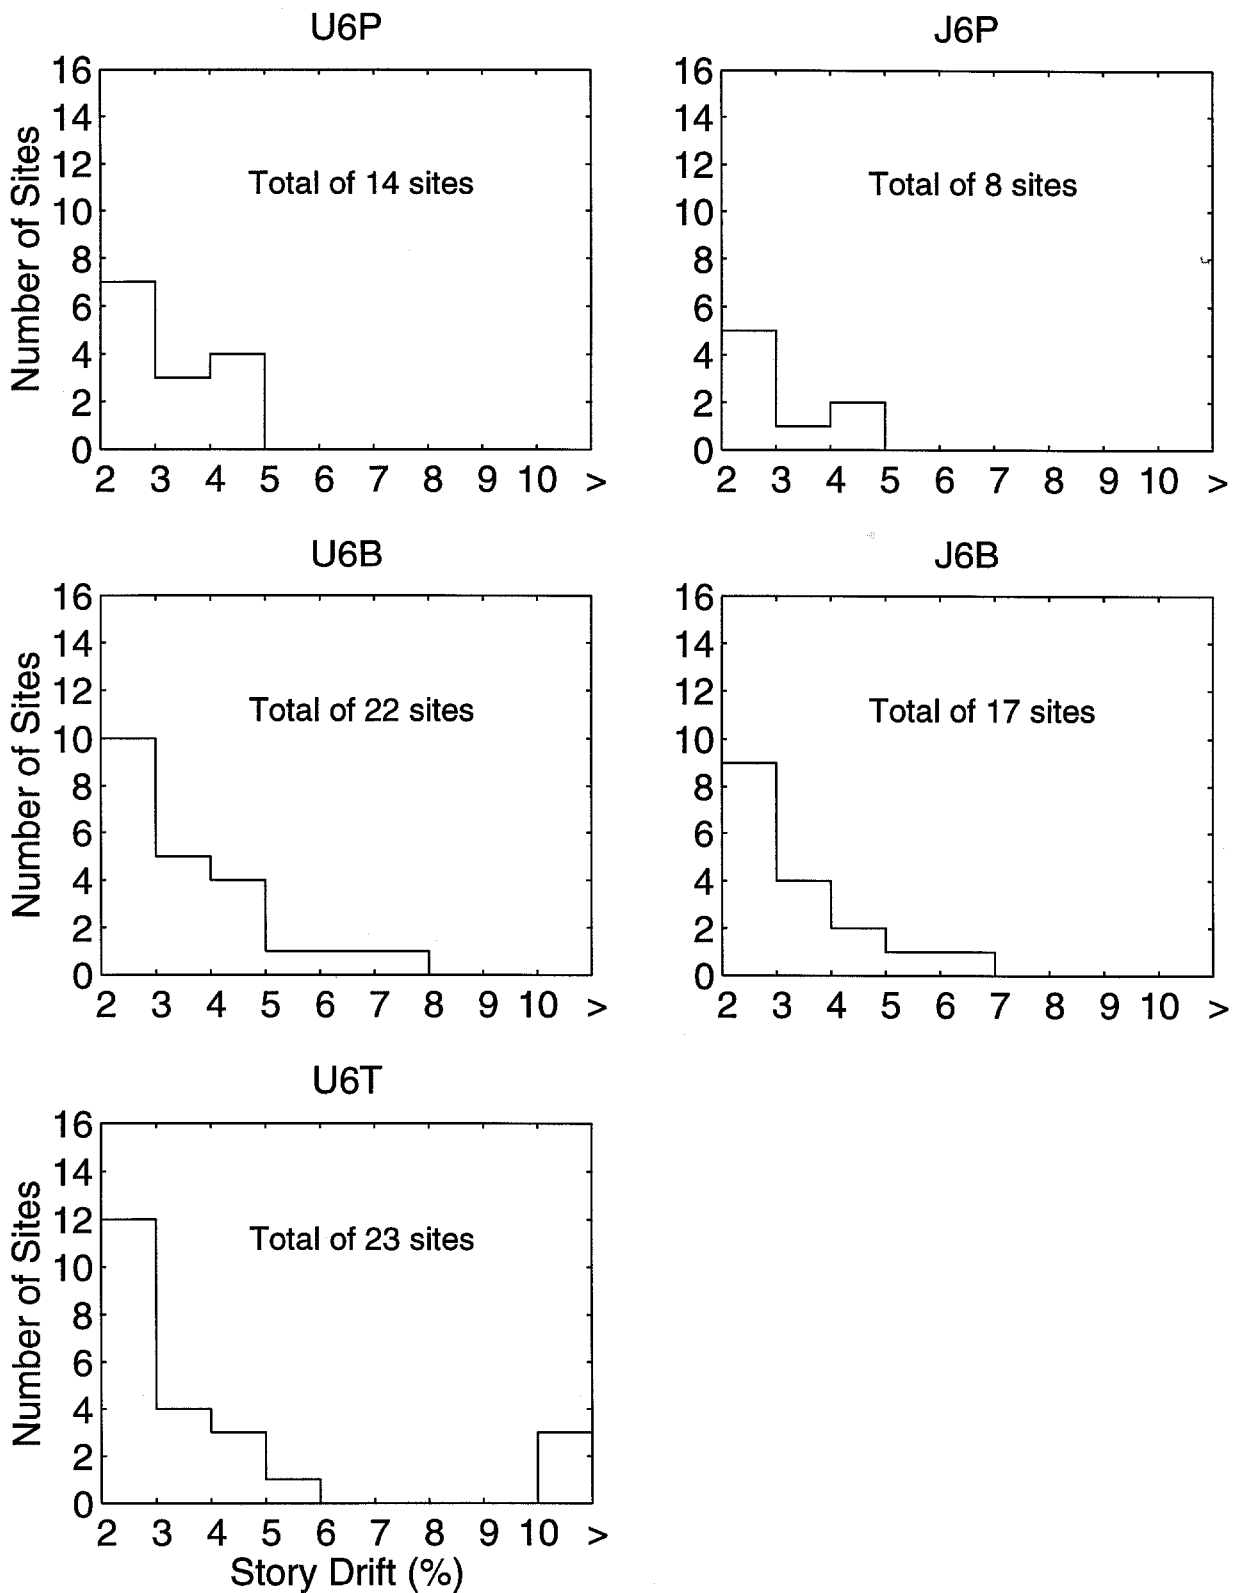 U6P
16
14
12
10
8
6
4
2
0
Number of Sites
Total of 14 sites
2 3 4 5 6 7 8 9 10 >
J6P
16
14
12
10
8
6
4
2
0
Total of 8 sites
2 3 4 5 6 7 8 9 10 >
U6B
16
14
12
10
8
6
4
2
0
Number of Sites
Total of 22 sites
2 3 4 5 6 7 8 9 10 >
J6B
16
14
12
10
8
6
4
2
0
Total of 17 sites
2 3 4 5 6 7 8 9 10 >
U6T
16
14
12
10
8
6
4
2
0
Number of Sites
Total of 23 sites
2 3 4 5 6 7 8 9 10 >
Story Drift (%)